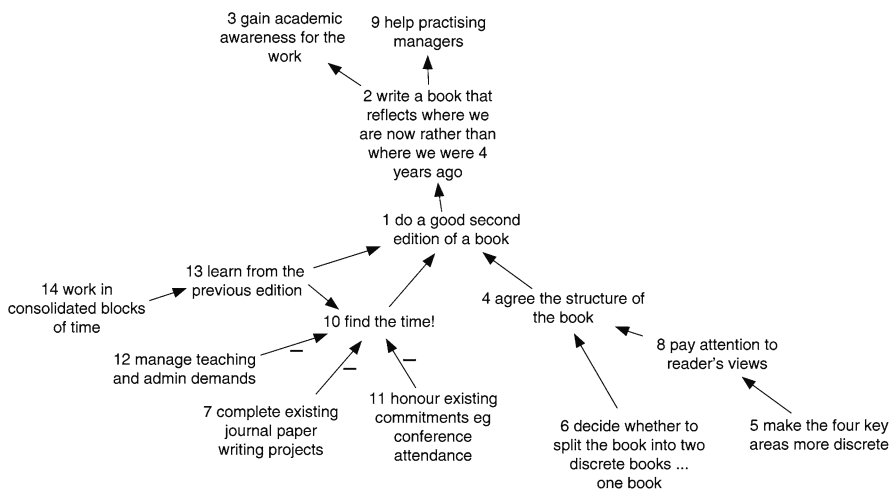 3 gain academic
awareness for the
work
9 help practising
managers
2 write a book that
reflects where we
are now rather than
where we were 4
years ago
1 do a good second
edition of a book
13 learn from the
previous edition
14 work in
consolidated blocks
of time
10 find the time!
4 agree the structure of
the book
12 manage teaching
and admin demands
8 pay attention to
reader's views
7 complete existing
journal paper
writing projects
11 honour existing
commitments eg
conference
attendance
6 decide whether to
split the book into two
discrete books ...
one book
5 make the four key
areas more discrete